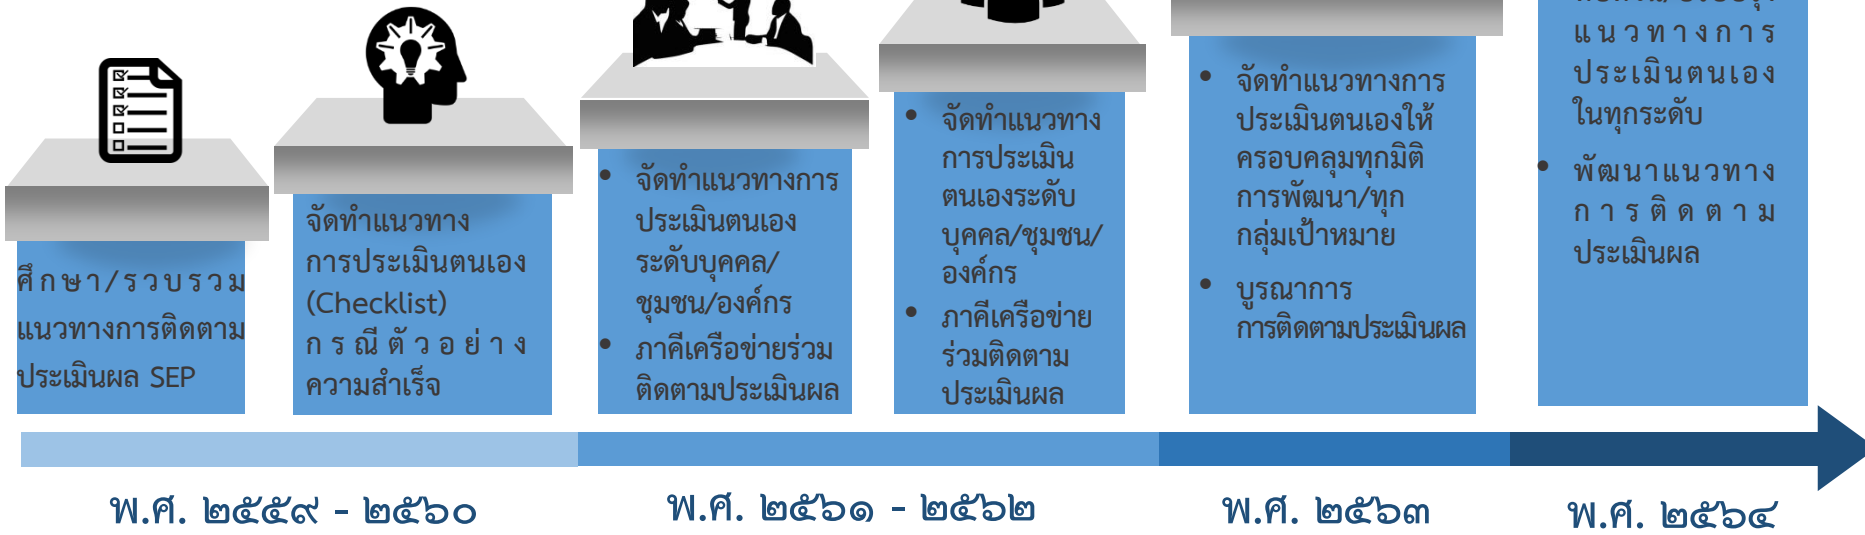 ศึกษา/รวบรวม
แนวทางการติดตาม
ประเมินผล SEP
จัดทำแนวทาง
การประเมินตนเอง
(Checklist)
กรณีตัวอย่าง
ความสำเร็จ
• จัดทำแนวทางการ
ประเมินตนเอง
ระดับบุคคล/
ชุมชน/องค์กร
• ภาคีเครือข่ายร่วม
ติดตามประเมินผล
• จัดทำแนวทาง
การประเมิน
ตนเองระดับ
บุคคล/ชุมชน/
องค์กร
• ภาคีเครือข่าย
ร่วมติดตาม
ประเมินผล
• จัดทำแนวทางการ
ประเมินตนเองให้
ครอบคลุมทุกมิติ
การพัฒนา/ทุก
กลุ่มเป้าหมาย
• บูรณาการ
การติดตามประเมินผล
แนวทางการ
ประเมินตนเอง
ในทุกระดับ
• พัฒนาแนวทาง
การติดตาม
ประเมินผล
พ.ศ. ๒๕๕๙ - ๒๕๖๐
พ.ศ. ๒๕๖๑ - ๒๕๖๒
พ.ศ. ๒๕๖๓
พ.ศ. ๒๕๖๔